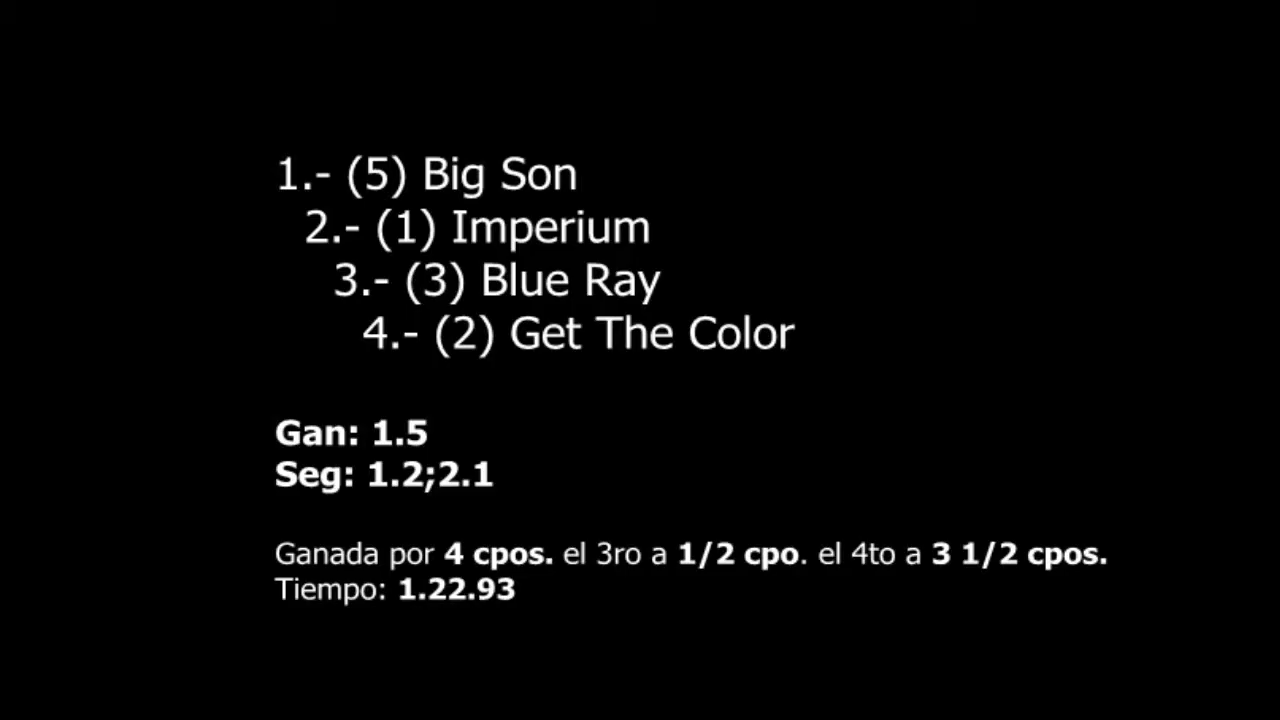 1.- (5) Big Son
2.- (1) Imperium
3.- (3) Blue Ray
4.- (2) Get The Color
Gan: 1.5
Seg: 1.2;2.1
Ganada por 4 cpos. el 3ro a 1/2 cpo. el 4to a 3 1/2 cpos.
Tiempo: 1.22.93